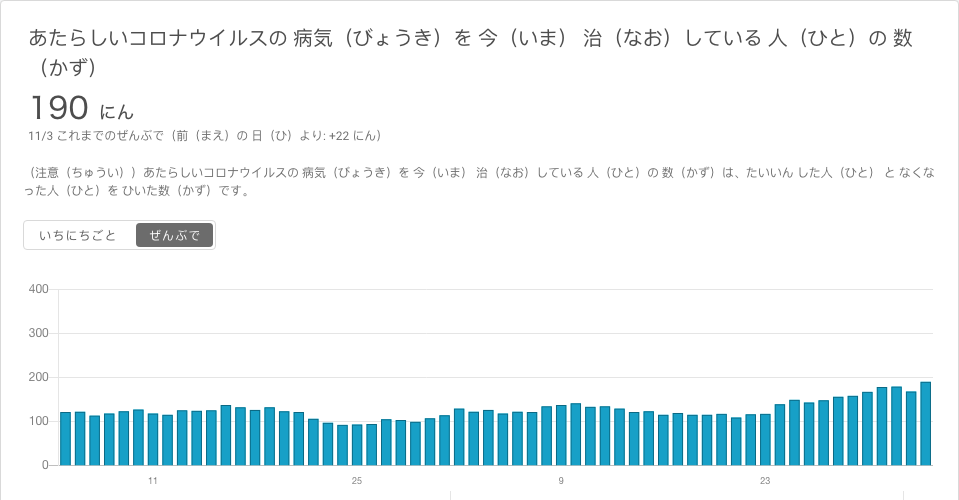 あたらしいコロナウイルスの 病気（びょうき）を 今（いま） 治（なお）している 人（ひと）の 数
（かず）
190 にん
11/3 これまでのぜんぶで（前（まえ）の 日（ひ）より: +22 にん）
（注意（ちゅうい））あたらしいコロナウイルスの 病気（びょうき）を 今（いま） 治（なお）している 人（ひと）の 数（かず）は、たいいん した人（ひと） と なくな
った人（ひと）を ひいた数（かず）です。
いちにちごと ぜんぶで
400
300
200
100
0
11 25 9 23